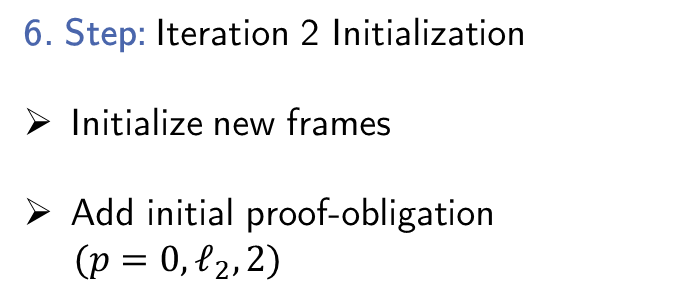 6. Step: Iteration 2 Initialization
➢ Initialize new frames
➢ Add initial proof-obligation
(𝑝 = 0, ℓ₂, 2)